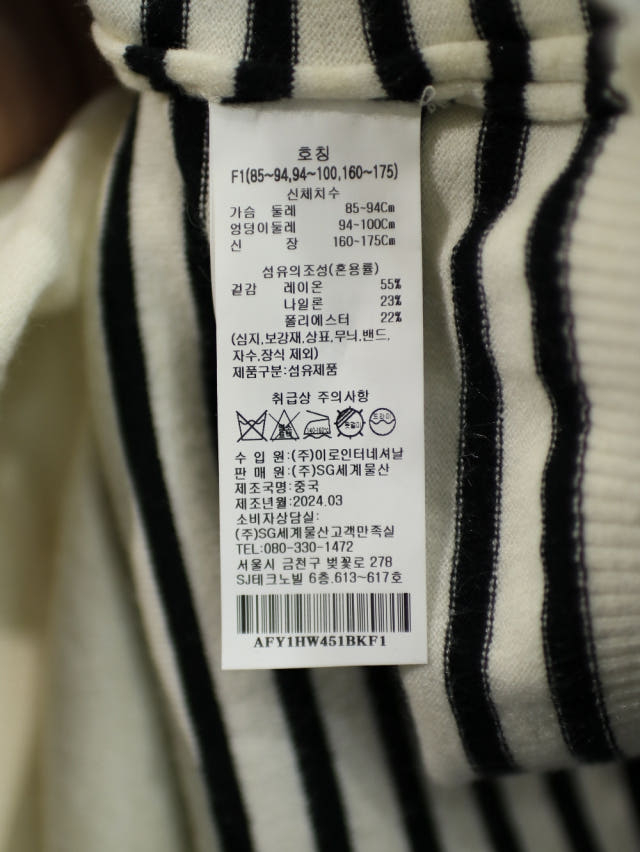 호칭
F1(85~94,94~100,160~175)
신체치수
가슴 둘레 85~94Cm
엉덩이둘레 94~100Cm
신 장 160~175Cm
섬유의조성(혼용률)
겉감 레이온 55%
나일론 23%
폴리에스터 22%
(심지,보강재,상표,무늬,밴드,
자수,장식 제외)
제품구분:섬유제품
취급상 주의사항
드라이
수 입 원:(주)이로인터네셔날
판 매 원:(주)SG세계물산
제조국명:중국
제조년월:2024.03
소비자상담실:
(주)SG세계물산고객만족실
TEL:080-330-1472
서울시 금천구 벚꽃로 278
SJ테크노빌 6층,613~617호
AFY1HW451BKF1